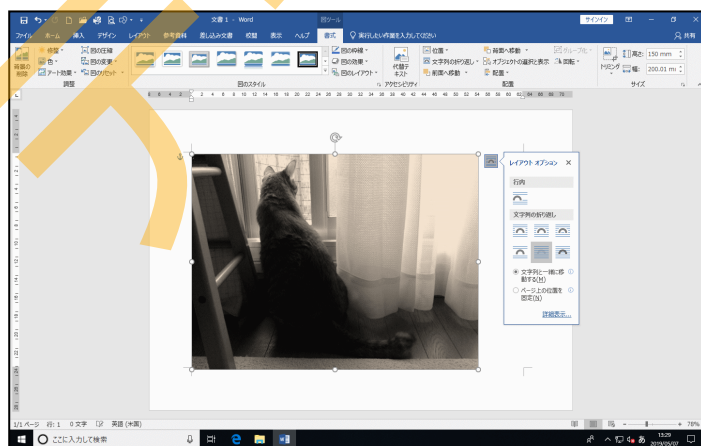 文書 1 - Word
図ツール
サインイン
ファイル ホーム 挿入 デザイン レイアウト 参考資料 差し込み文書 校閲 表示 ヘルプ 書式 実行したい作業を入力してください 共有
背景の削除
修整
色
アート効果
図の圧縮
図の変更
図のリセット
調整
図のスタイル
図の枠線
図の効果
図のレイアウト
代替テキスト
アクセシビリティ
位置
文字列の折り返し
前面へ移動
背面へ移動
オブジェクトの選択と表示
配置
グループ化
回転
配置
トリミング
高さ: 150 mm
幅: 200.01 mm
サイズ
レイアウト オプション ×
行内
文字列の折り返し
文字列と一緒に移動する(M)
ページ上の位置を固定(N)
詳細表示...
1/1 ページ 行: 1 0 文字 英語 (米国)
78%
ここに入力して検索
あ
13:29
2019/05/07